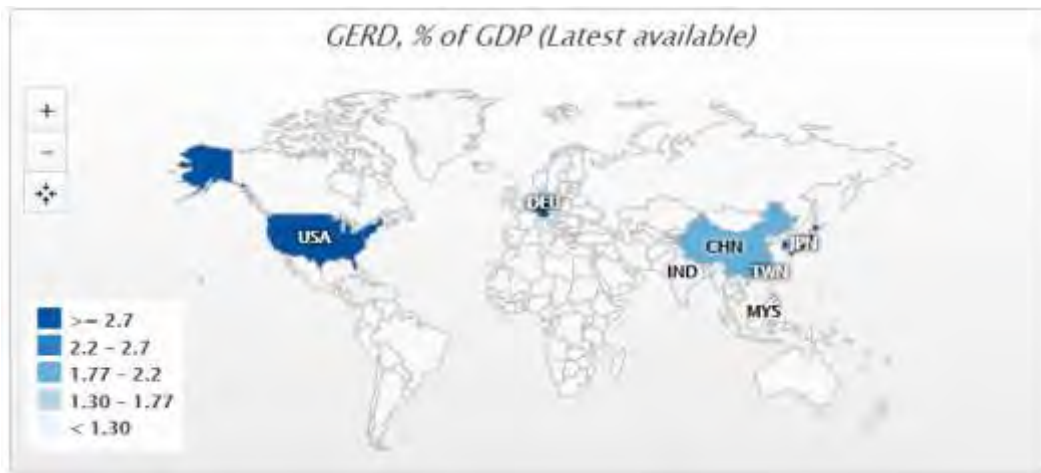 GERD, % of GDP (Latest available)
+
−
USA
DEU
CHN
JPN
IND
TWN
MYS
>= 2.7
2.2 - 2.7
1.77 - 2.2
1.30 - 1.77
< 1.30